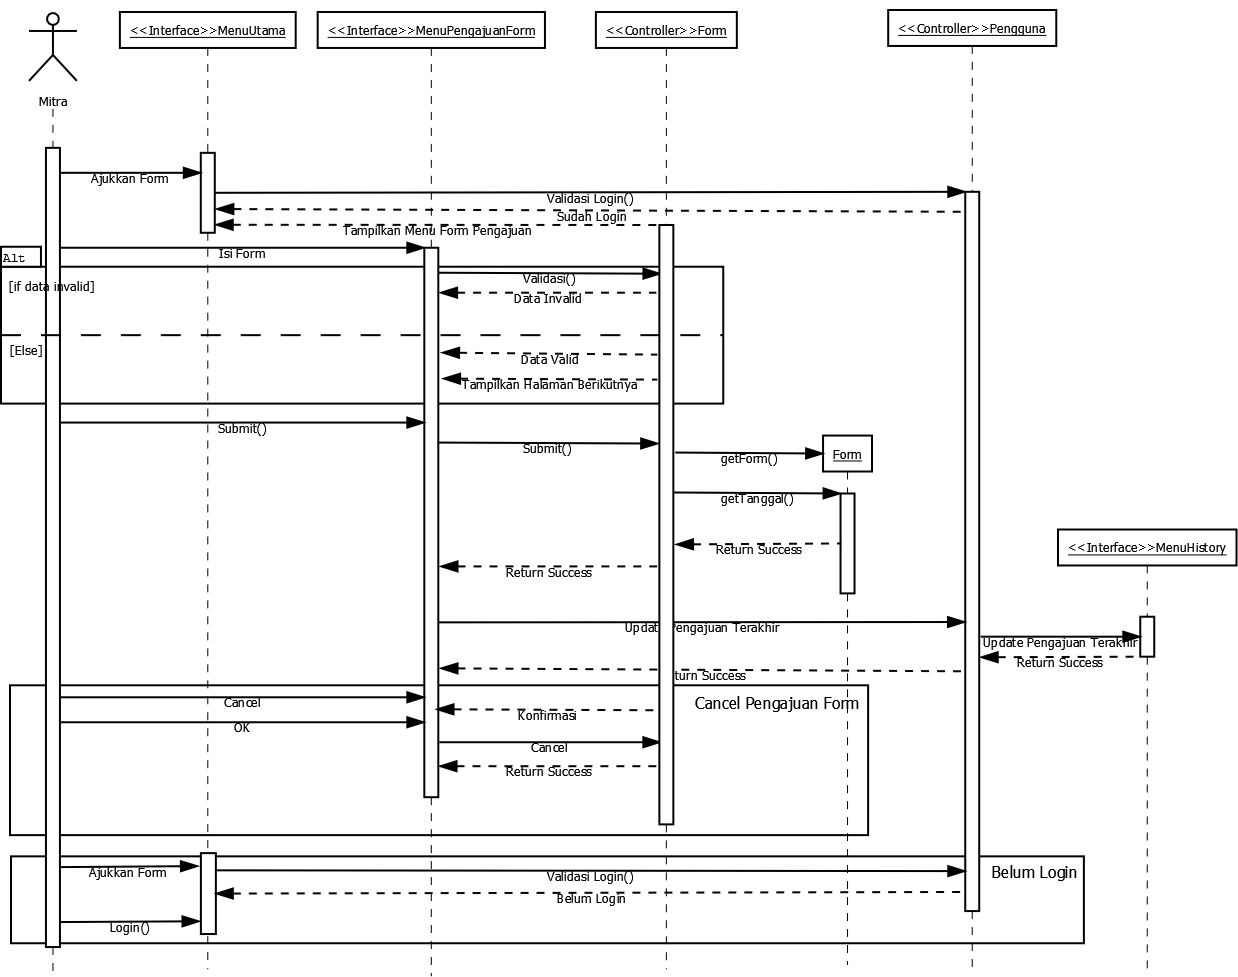 <<Interface>>MenuUtama
<<Interface>>MenuPengajuanForm
<<Controller>>Form
<<Controller>>Pengguna
Mitra
Ajukkan Form
Validasi Login()
Sudah Login
Tampilkan Menu Form Pengajuan
Isi Form
Alt
Validasi()
[if data invalid]
Data Invalid
[Else]
Data Valid
Tampilkan Halaman Berikutnya
Submit()
Submit()
getForm()
Form
getTanggal()
Return Success
<<Interface>>MenuHistory
Return Success
Pengajuan Terakhir
Update Pengajuan Terakhir
Return Success
Success
Cancel
Cancel Pengajuan Form
Konfirmasi
OK
Cancel
Return Success
Ajukkan Form
Validasi Login()
Belum Login
Belum Login
Login()